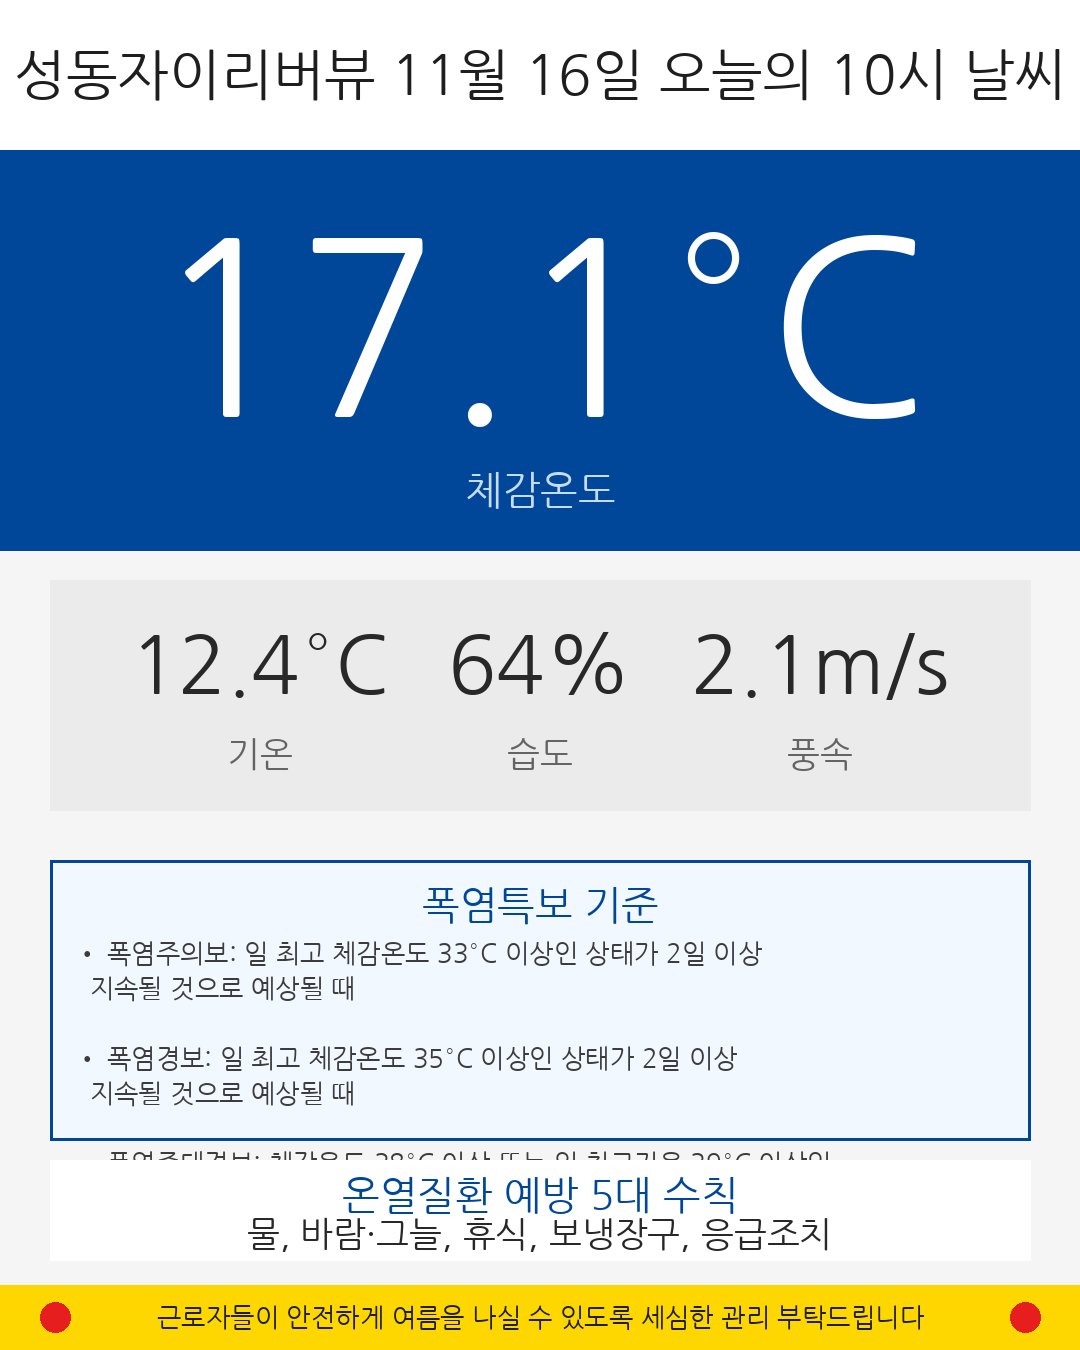 성동자이리버뷰 11월 16일 오늘의 10시 날씨
17.1°C
체감온도
12.4°C 64% 2.1m/s
기온 습도 풍속
폭염특보 기준
• 폭염주의보: 일 최고 체감온도 33°C 이상인 상태가 2일 이상
지속될 것으로 예상될 때
• 폭염경보: 일 최고 체감온도 35°C 이상인 상태가 2일 이상
지속될 것으로 예상될 때
온열질환 예방 5대 수칙
물, 바람·그늘, 휴식, 보냉장구, 응급조치
근로자들이 안전하게 여름을 나실 수 있도록 세심한 관리 부탁드립니다